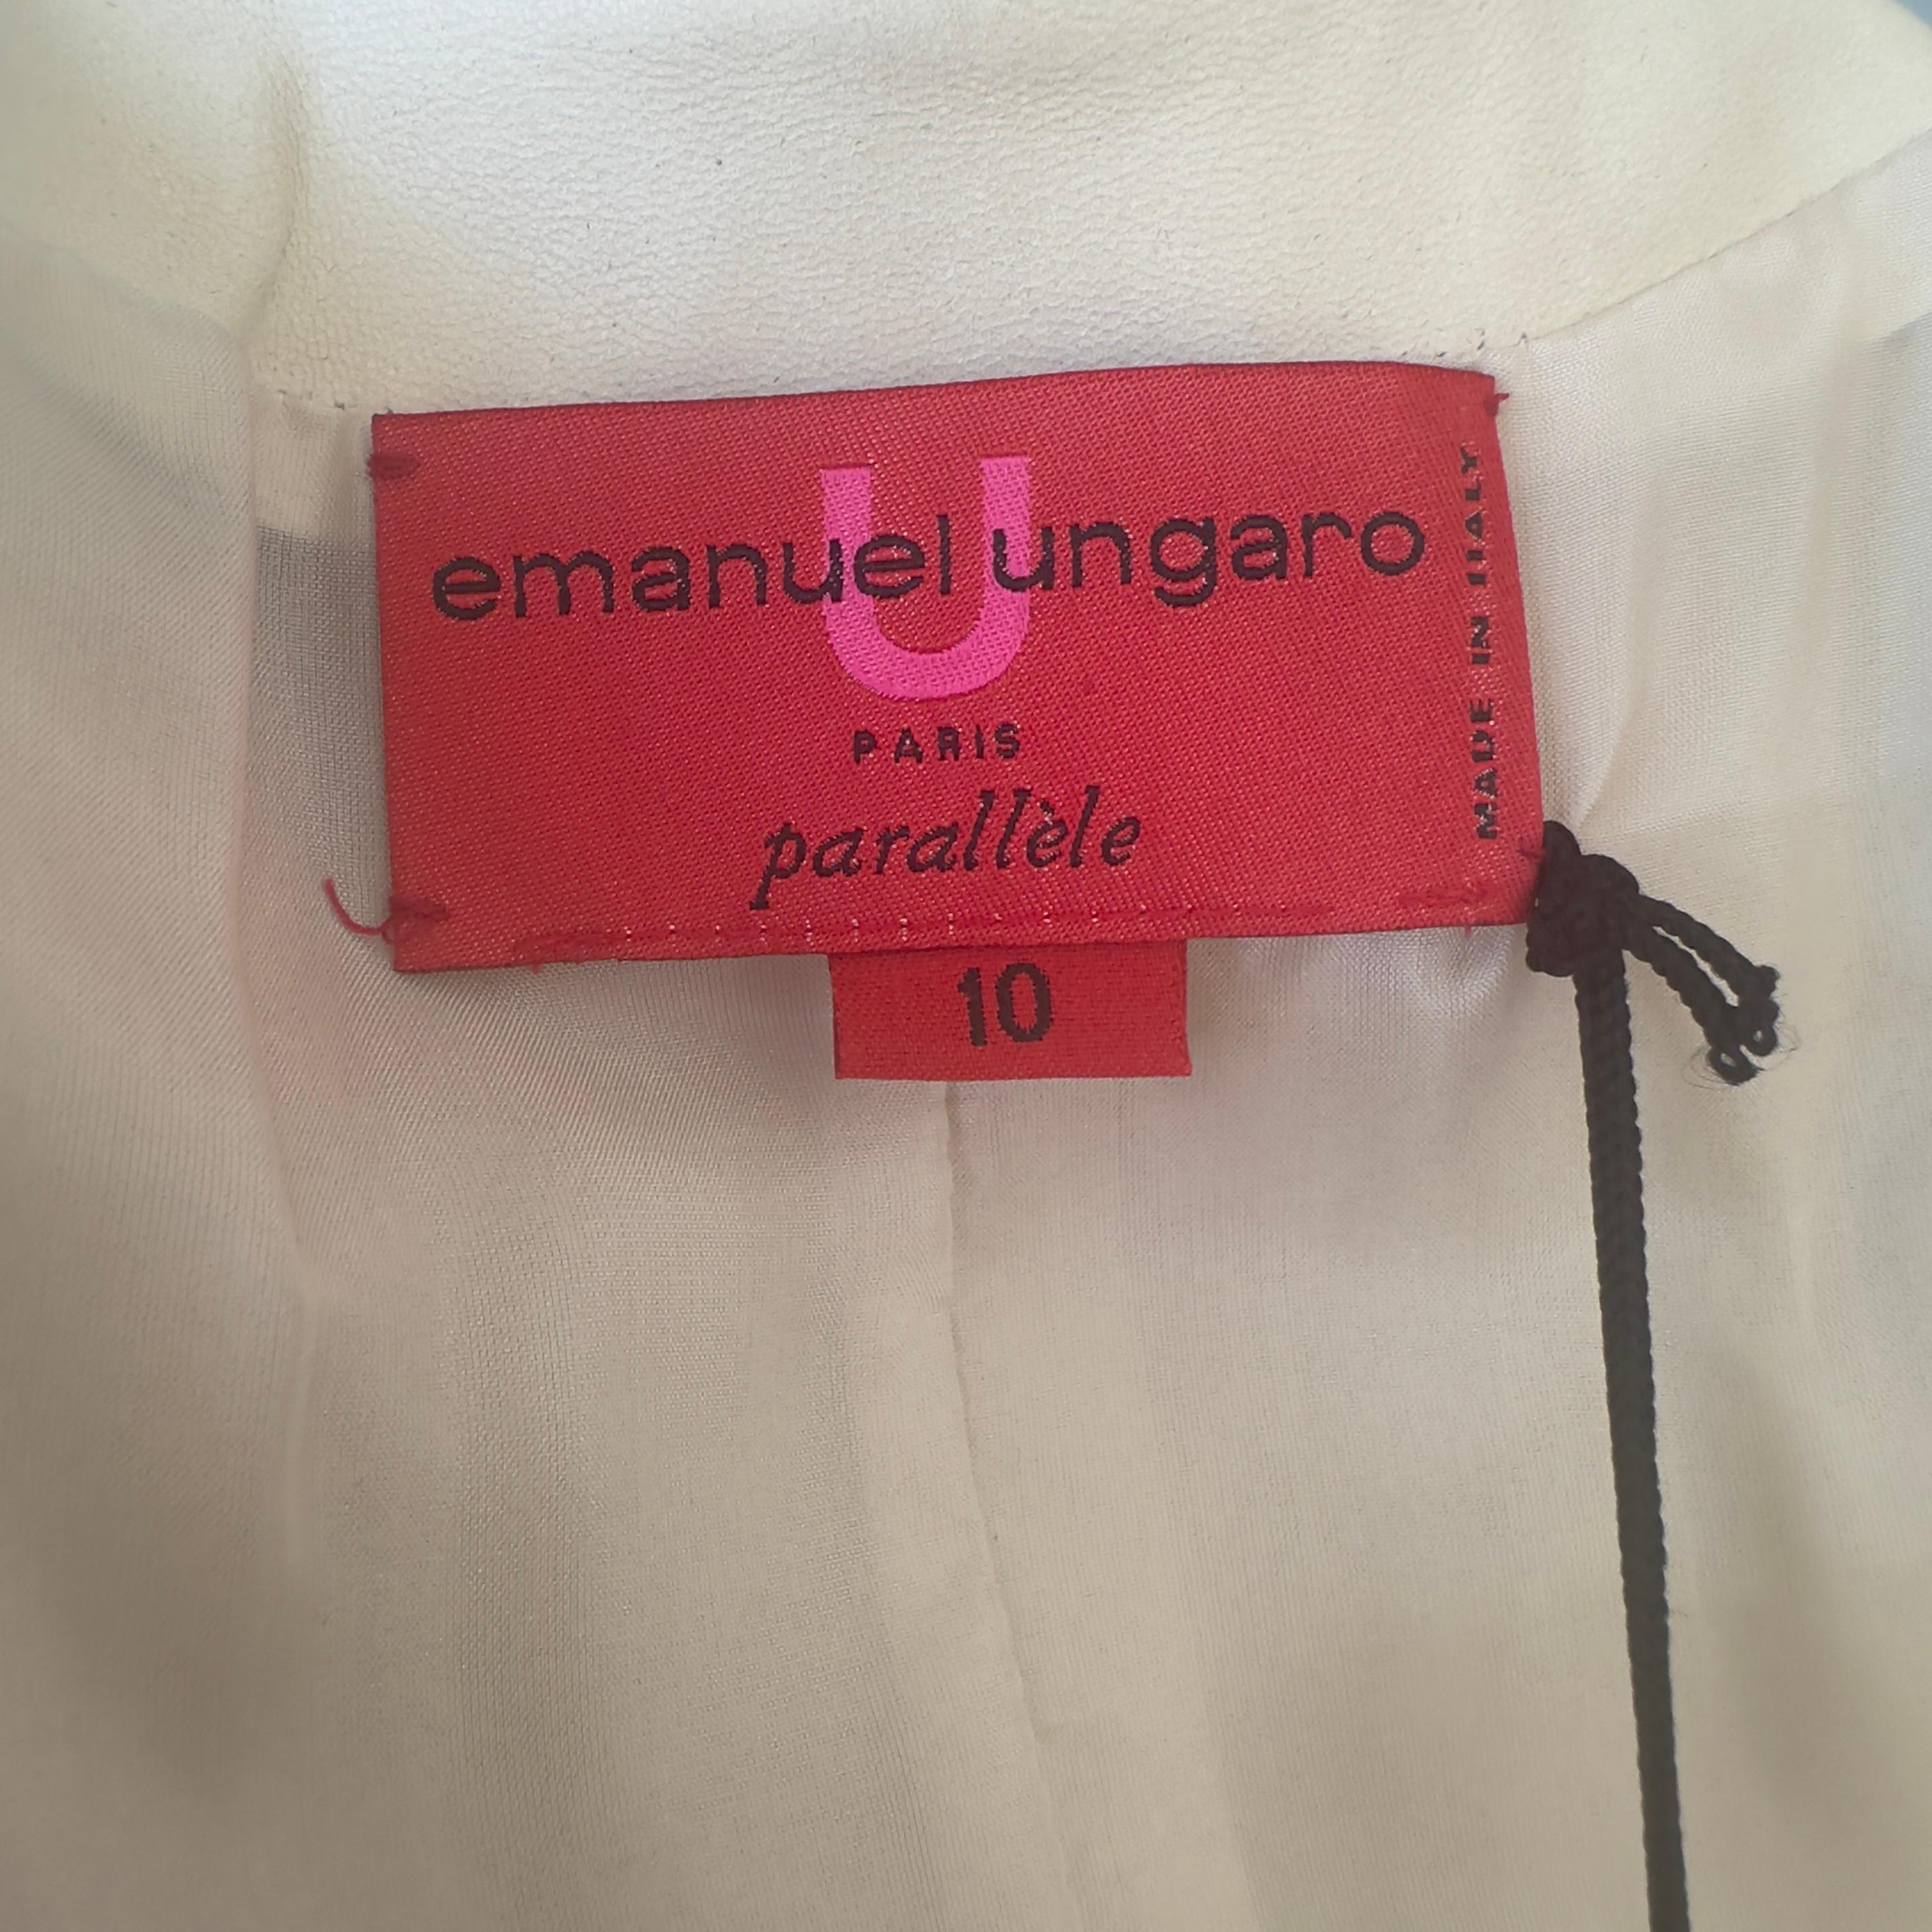 U
emanuel ungaro
PARIS
parallèle
MADE IN ITALY
10